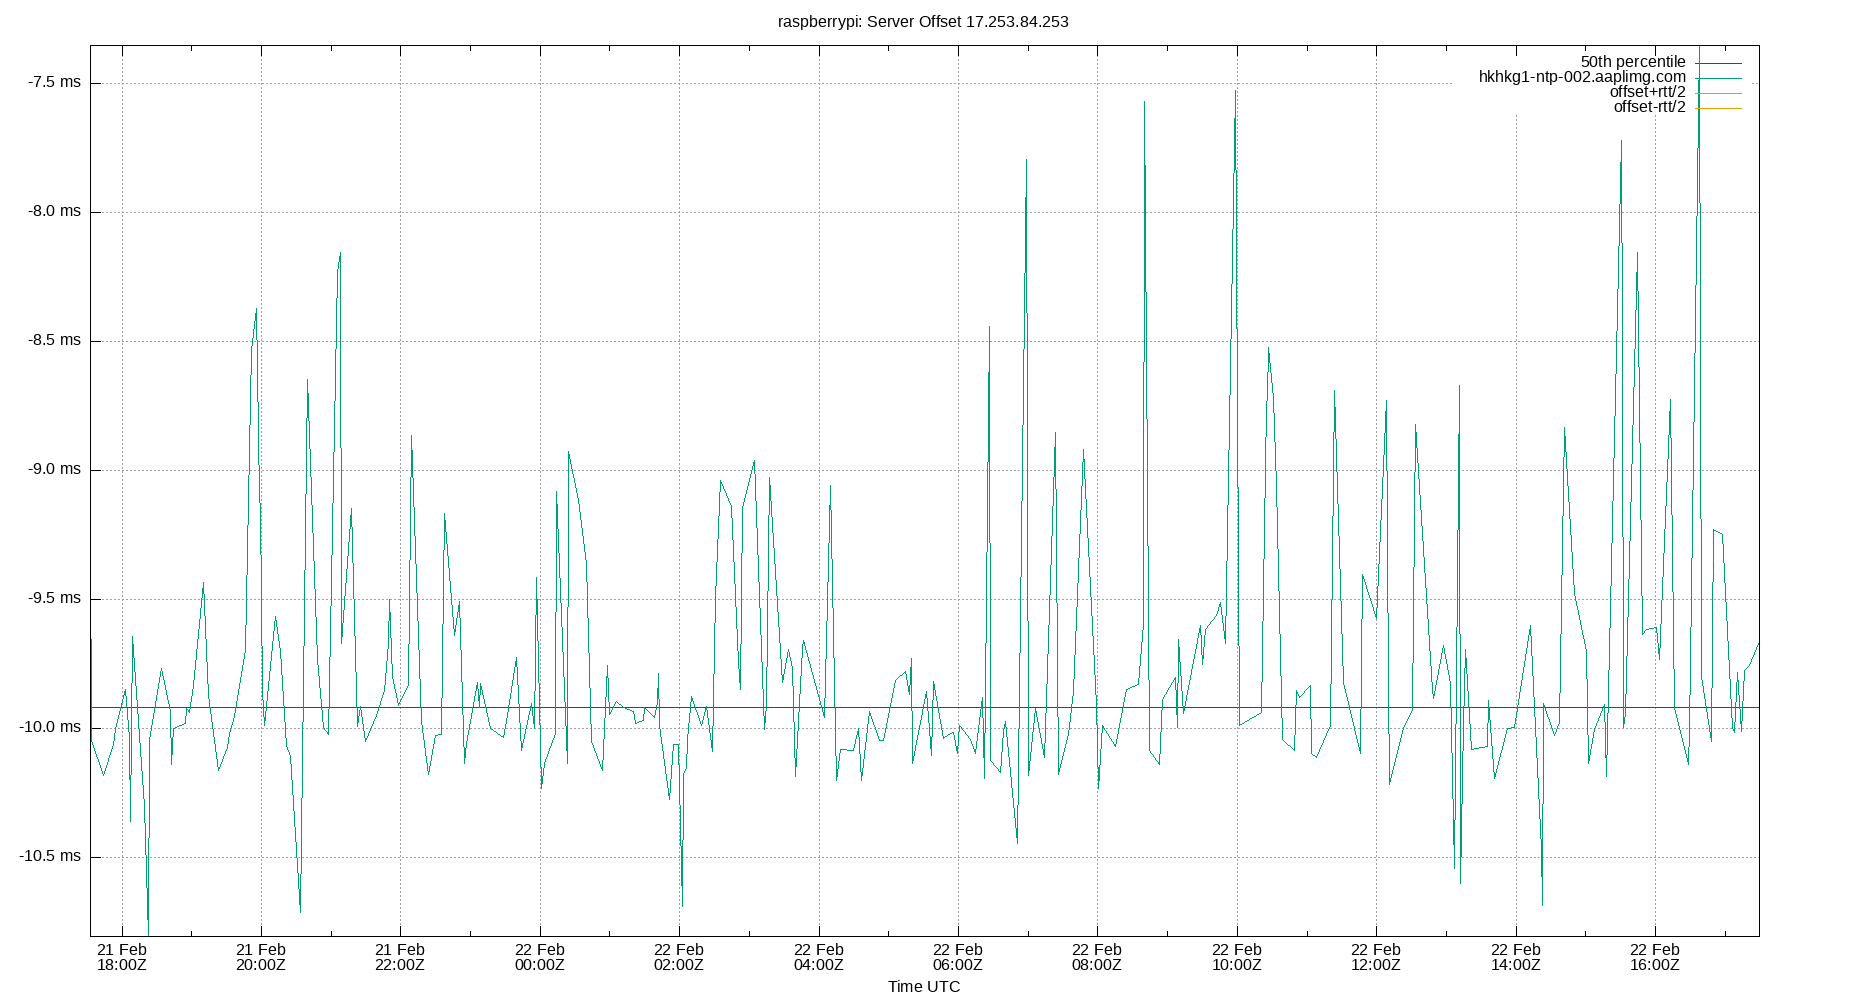 raspberrypi: Server Offset 17.253.84.253
50th percentile
hkhkg1-ntp-002.aaplimg.com
offset+rtt/2
offset-rtt/2
-7.5 ms
-8.0 ms
-8.5 ms
-9.0 ms
-9.5 ms
-10.0 ms
-10.5 ms
21 Feb 21 Feb 21 Feb 22 Feb 22 Feb 22 Feb 22 Feb 22 Feb 22 Feb 22 Feb 22 Feb 22 Feb
18:00Z 20:00Z 22:00Z 00:00Z 02:00Z 04:00Z 06:00Z 08:00Z 10:00Z 12:00Z 14:00Z 16:00Z
Time UTC